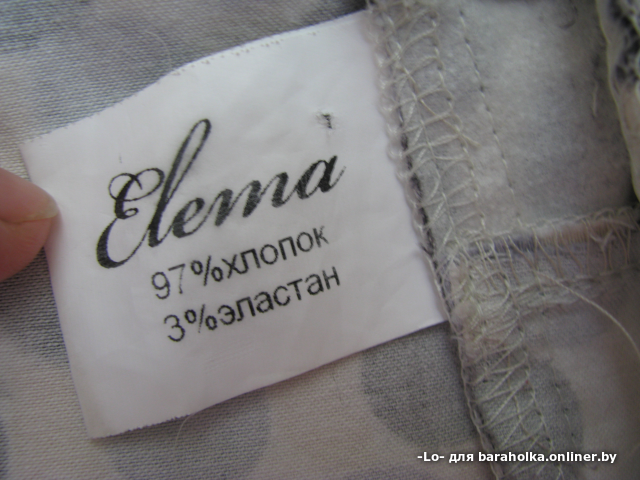 Elema
97%хлопок
3%эластан
-Lo- для baraholka.onliner.by